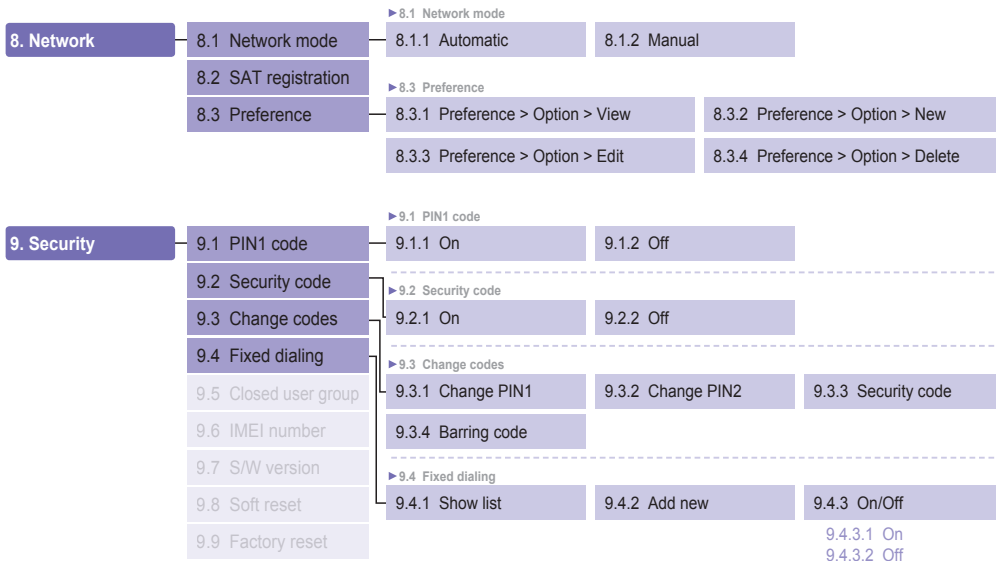 ►8.1 Network mode
8. Network 8.1 Network mode 8.1.1 Automatic 8.1.2 Manual
8.2 SAT registration
►8.3 Preference
8.3 Preference 8.3.1 Preference > Option > View 8.3.2 Preference > Option > New
8.3.3 Preference > Option > Edit 8.3.4 Preference > Option > Delete
►9.1 PIN1 code
9. Security 9.1 PIN1 code 9.1.1 On 9.1.2 Off
9.2 Security code
►9.2 Security code
9.3 Change codes 9.2.1 On 9.2.2 Off
9.4 Fixed dialing
►9.3 Change codes
9.5 Closed user group 9.3.1 Change PIN1 9.3.2 Change PIN2 9.3.3 Security code
9.6 IMEI number 9.3.4 Barring code
9.7 S/W version
►9.4 Fixed dialing
9.8 Soft reset 9.4.1 Show list 9.4.2 Add new 9.4.3 On/Off
9.9 Factory reset 9.4.3.1 On
9.4.3.2 Off